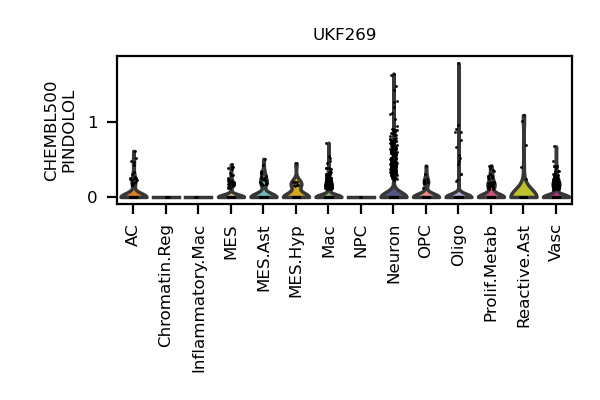 UKF269
CHEMBL500
PINDOLOL
1
0
AC
Chromatin.Reg
Inflammatory.Mac
MES
MES.Ast
MES.Hyp
Mac
NPC
Neuron
OPC
Oligo
Prolif.Metab
Reactive.Ast
Vasc